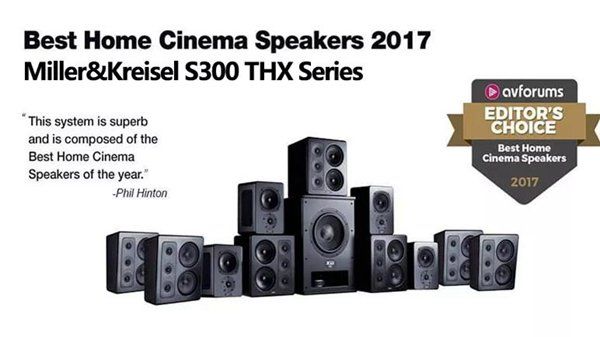 Best Home Cinema Speakers 2017
Miller&Kreisel S300 THX Series
avforums
EDITOR'S
CHOICE
Best Home
Cinema Speakers
2017
“This system is superb
and is composed of the
Best Home Cinema
Speakers of the year.”
-Phil Hinton